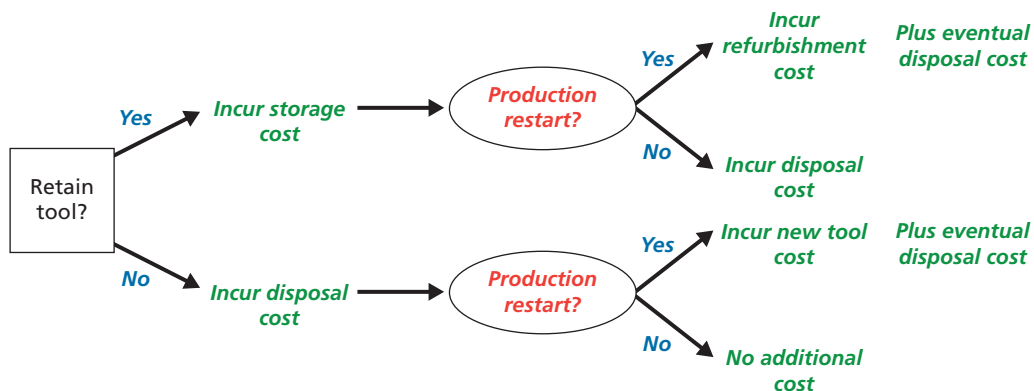 Retain
tool?
Yes
Incur storage
cost
Production
restart?
Yes
Incur
refurbishment
cost
Plus eventual
disposal cost
No
Incur disposal
cost
No
Incur disposal
cost
Production
restart?
Yes
Incur new tool
cost
Plus eventual
disposal cost
No
No additional
cost